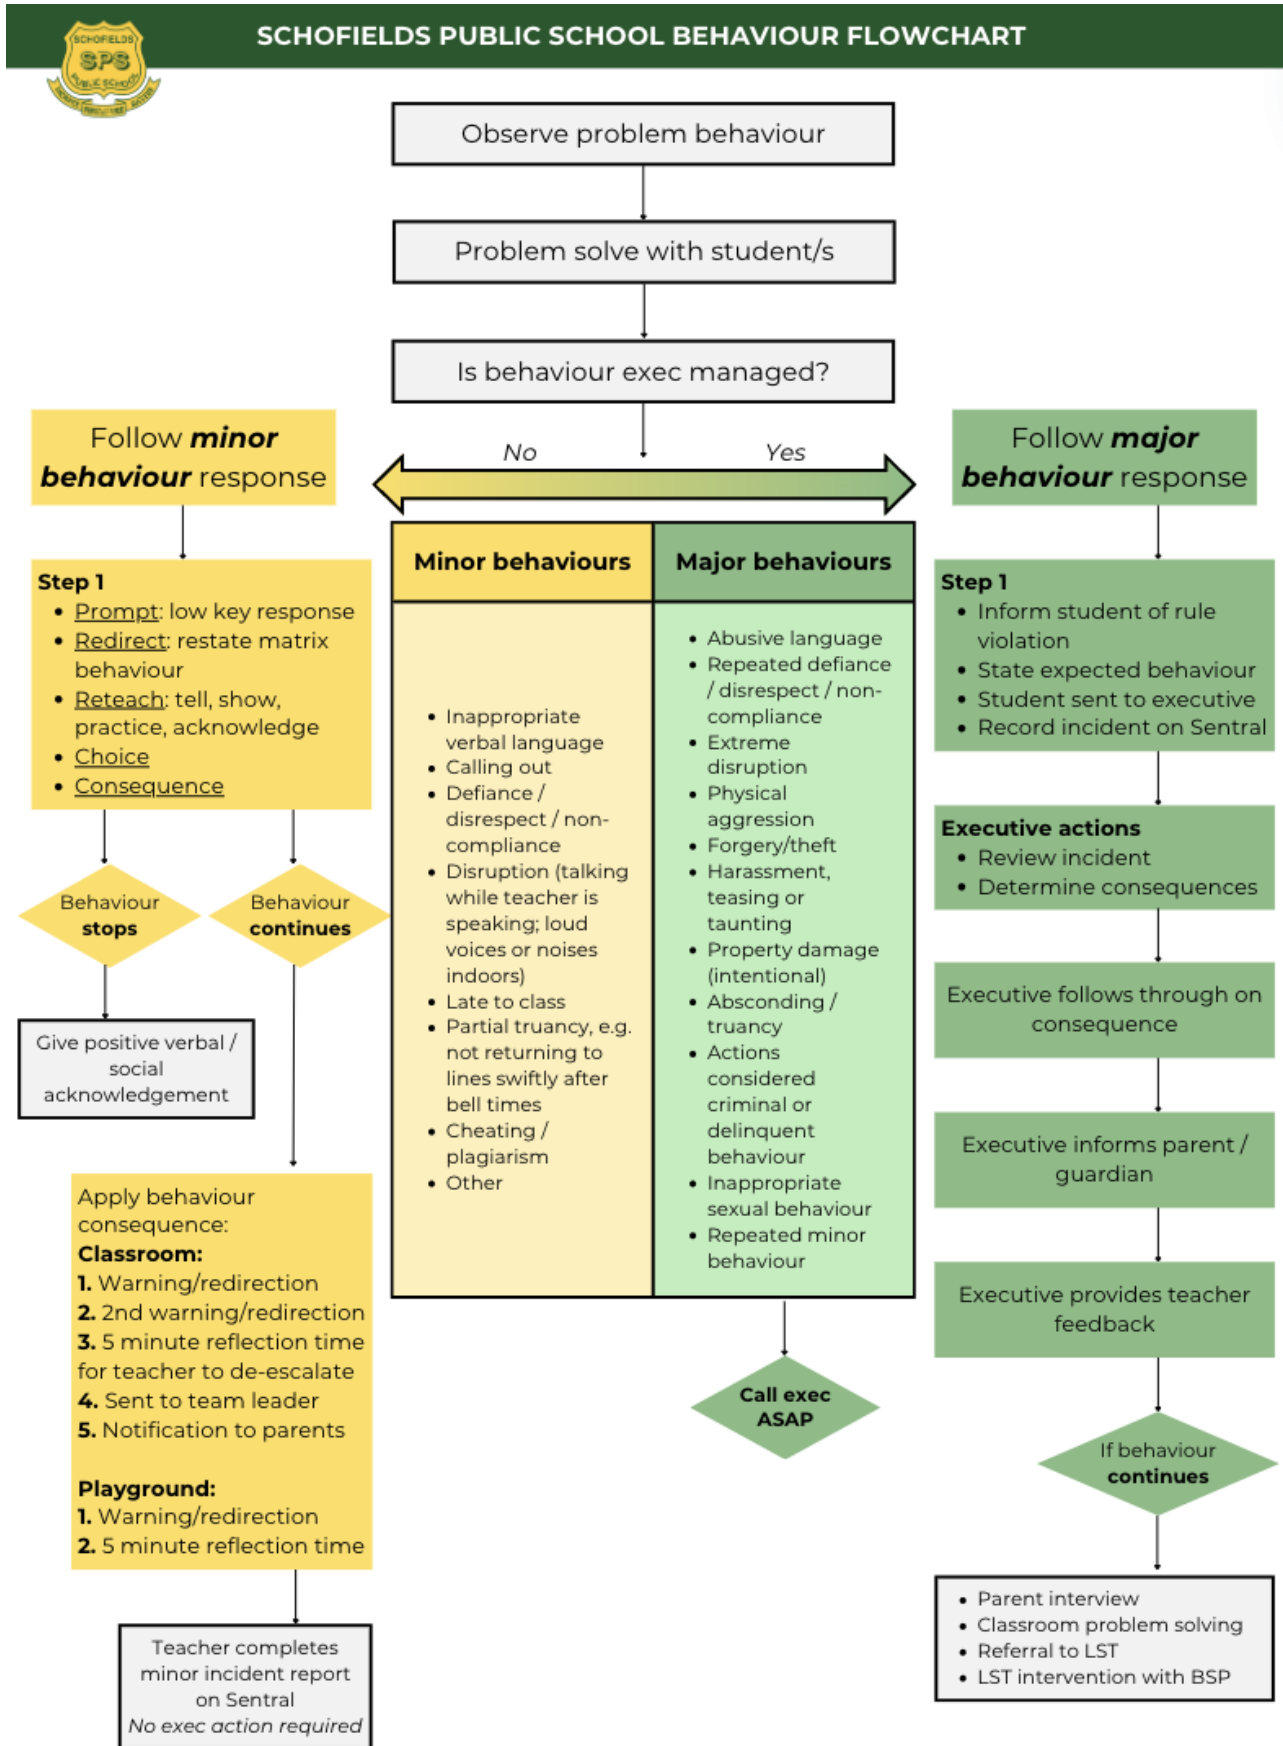 SCHOFIELDS PUBLIC SCHOOL BEHAVIOUR FLOWCHART
SCHOFIELDS
SPS
PUBLIC SCHOOL
Observe problem behaviour
Problem solve with student/s
Is behaviour exec managed?
No
Yes
Follow minor
behaviour response
Step 1
• Prompt: low key response
• Redirect: restate matrix
behaviour
• Reteach: tell, show,
practice, acknowledge
• Choice
• Consequence
Behaviour
stops
Behaviour
continues
Give positive verbal /
social
acknowledgement
Apply behaviour
consequence:
Classroom:
1. Warning/redirection
2. 2nd warning/redirection
3. 5 minute reflection time
for teacher to de-escalate
4. Sent to team leader
5. Notification to parents
Playground:
1. Warning/redirection
2. 5 minute reflection time
Teacher completes
minor incident report
on Sentral
No exec action required
Minor behaviours
• Inappropriate
verbal language
• Calling out
• Defiance /
disrespect / non-
compliance
• Disruption (talking
while teacher is
speaking; loud
voices or noises
indoors)
• Late to class
• Partial truancy, e.g.
not returning to
lines swiftly after
bell times
• Cheating /
plagiarism
• Other
Major behaviours
• Abusive language
• Repeated defiance
/ disrespect / non-
compliance
• Extreme
disruption
• Physical
aggression
• Forgery/theft
• Harassment,
teasing or
taunting
• Property damage
(intentional)
• Absconding /
truancy
• Actions
considered
criminal or
delinquent
behaviour
• Inappropriate
sexual behaviour
• Repeated minor
behaviour
Call exec
ASAP
Follow major
behaviour response
Step 1
• Inform student of rule
violation
• State expected behaviour
• Student sent to executive
• Record incident on Sentral
Executive actions
• Review incident
• Determine consequences
Executive follows through on
consequence
Executive informs parent /
guardian
Executive provides teacher
feedback
If behaviour
continues
• Parent interview
• Classroom problem solving
• Referral to LST
• LST intervention with BSP